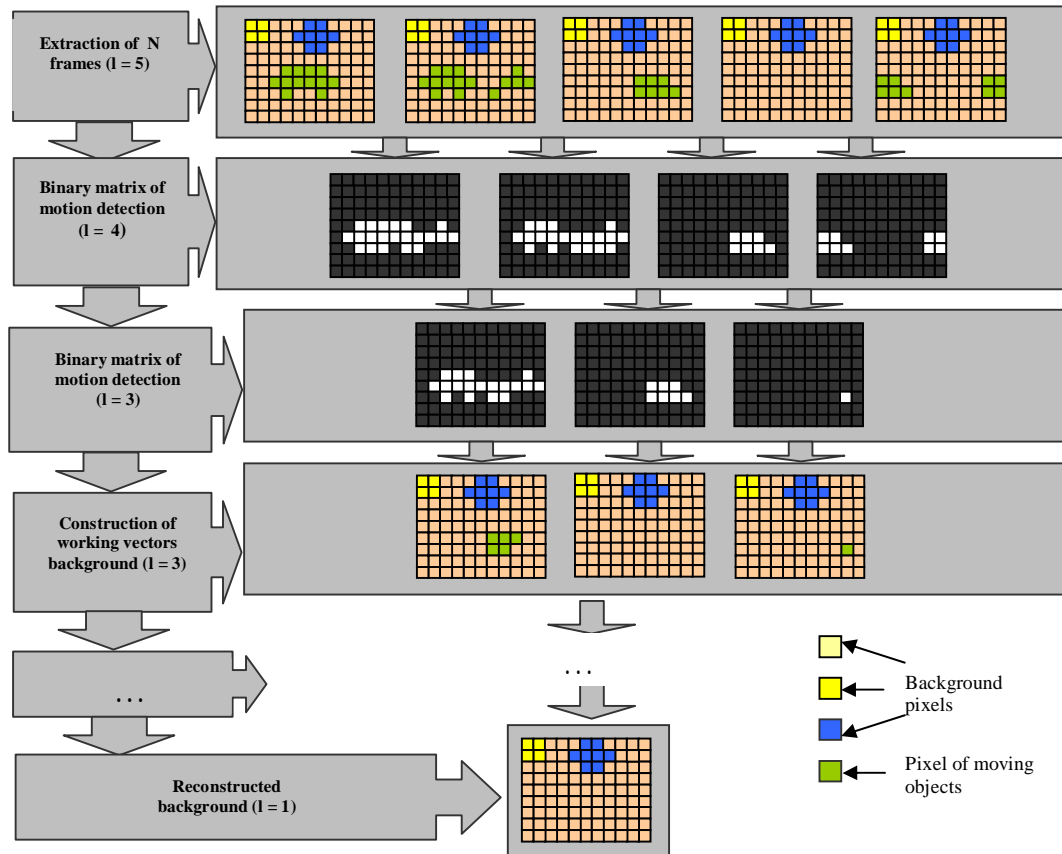 Extraction of N
frames (l = 5)
Binary matrix of
motion detection
(l = 4)
Binary matrix of
motion detection
(l = 3)
Construction of
working vectors
background (l = 3)
. . .
. . .
Background
pixels
Pixel of moving
objects
Reconstructed
background (l = 1)